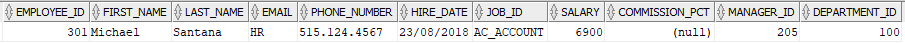 EMPLOYEE_ID FIRST_NAME LAST_NAME EMAIL PHONE_NUMBER HIRE_DATE JOB_ID SALARY COMMISSION_PCT MANAGER_ID DEPARTMENT_ID
301 Michael Santana HR 515.124.4567 23/08/2018 AC_ACCOUNT 6900 (null) 205 100